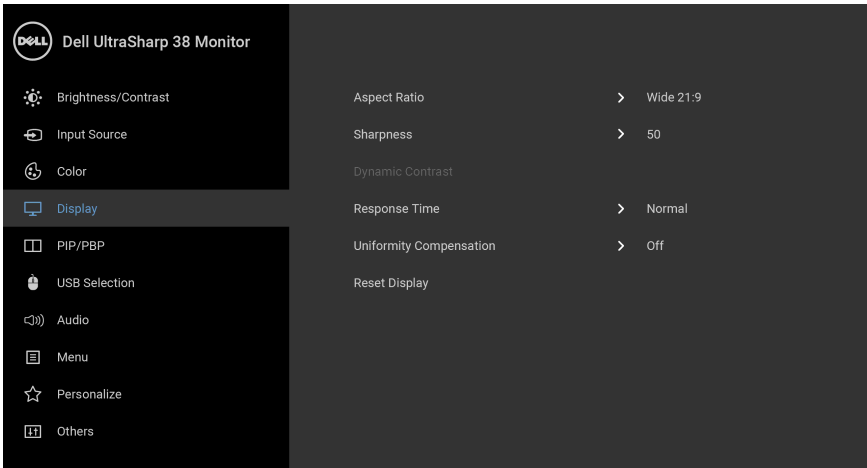 DELL Dell UltraSharp 38 Monitor
Brightness/Contrast
Input Source
Color
Display
PIP/PBP
USB Selection
Audio
Menu
Personalize
Others
Aspect Ratio > Wide 21:9
Sharpness > 50
Dynamic Contrast
Response Time > Normal
Uniformity Compensation > Off
Reset Display